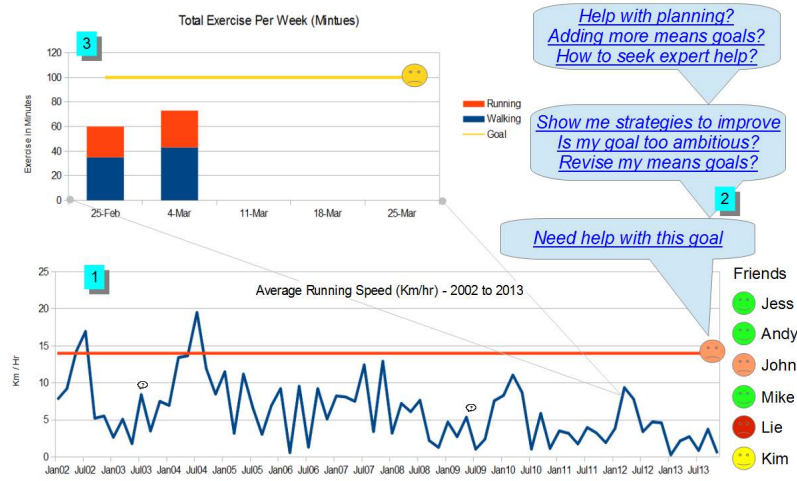 Total Exercise Per Week (Mintues)
3
120
100
80
60
40
20
0
Exercise in Minutes
25-Feb 4-Mar 11-Mar 18-Mar 25-Mar
Running
Walking
Goal
Help with planning?
Adding more means goals?
How to seek expert help?
Show me strategies to improve
Is my goal too ambitious?
Revise my means goals?
2
Need help with this goal
1
Average Running Speed (Km/hr) - 2002 to 2013
25
20
15
10
5
0
Km / Hr
Jan02 Jul02 Jan03 Jul03 Jan04 Jul04 Jan05 Jul05 Jan06 Jul06 Jan07 Jul07 Jan08 Jul08 Jan09 Jul09 Jan10 Jul10 Jan11 Jul11 Jan12 Jul12 Jan13 Jul13
Friends
Jess
Andy
John
Mike
Lie
Kim